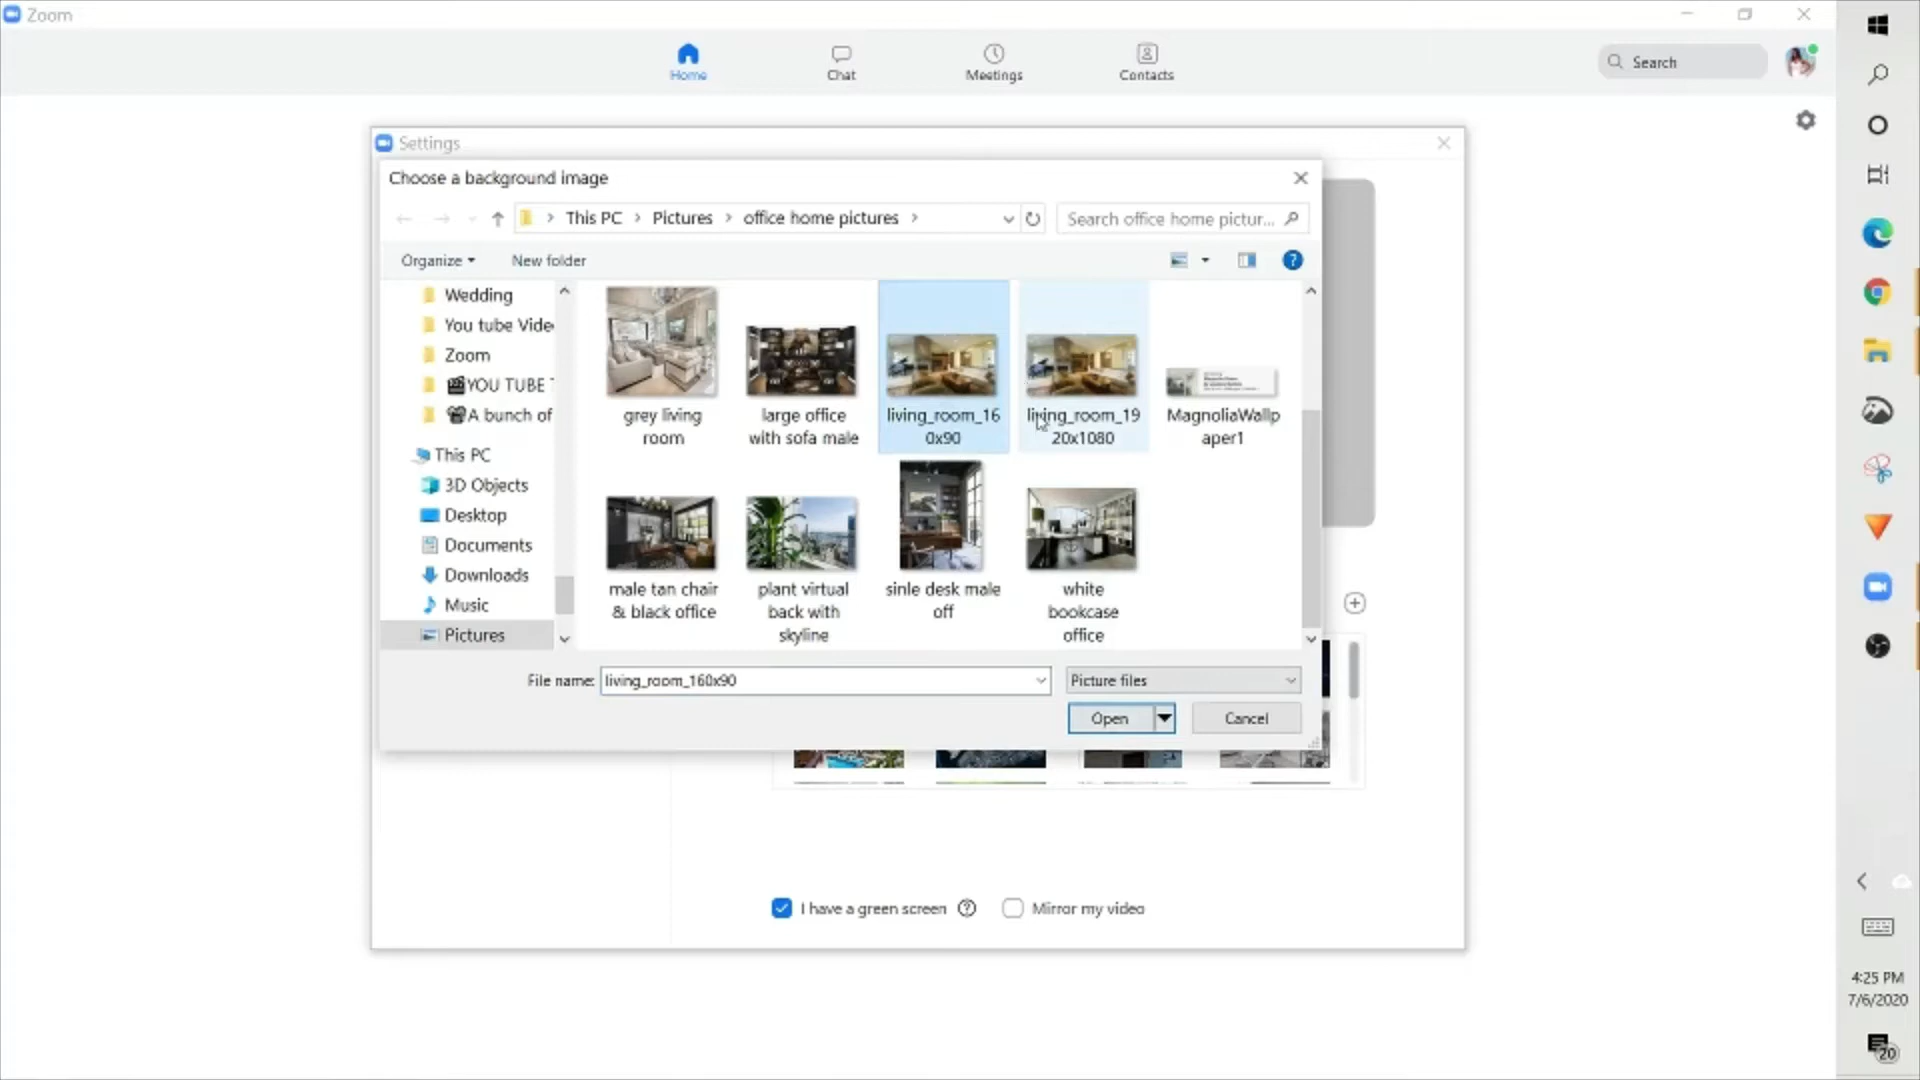 Zoom
Home
Chat
Meetings
Contacts
Search
Settings
Choose a background image
This PC > Pictures > office home pictures >
Search office home pictur...
Organize
New folder
Wedding
You tube Vide
Zoom
YOU TUBE T
A bunch of
This PC
3D Objects
Desktop
Documents
Downloads
Music
Pictures
grey living
room
large office
with sofa male
living_room_16
0x90
living_room_19
20x1080
MagnoliaWallp
aper1
male tan chair
& black office
plant virtual
back with
skyline
sinle desk male
off
white
bookcase
office
File name:
living_room_160x90
Picture files
Open
Cancel
I have a green screen
Mirror my video
4:25 PM
7/6/2020
20